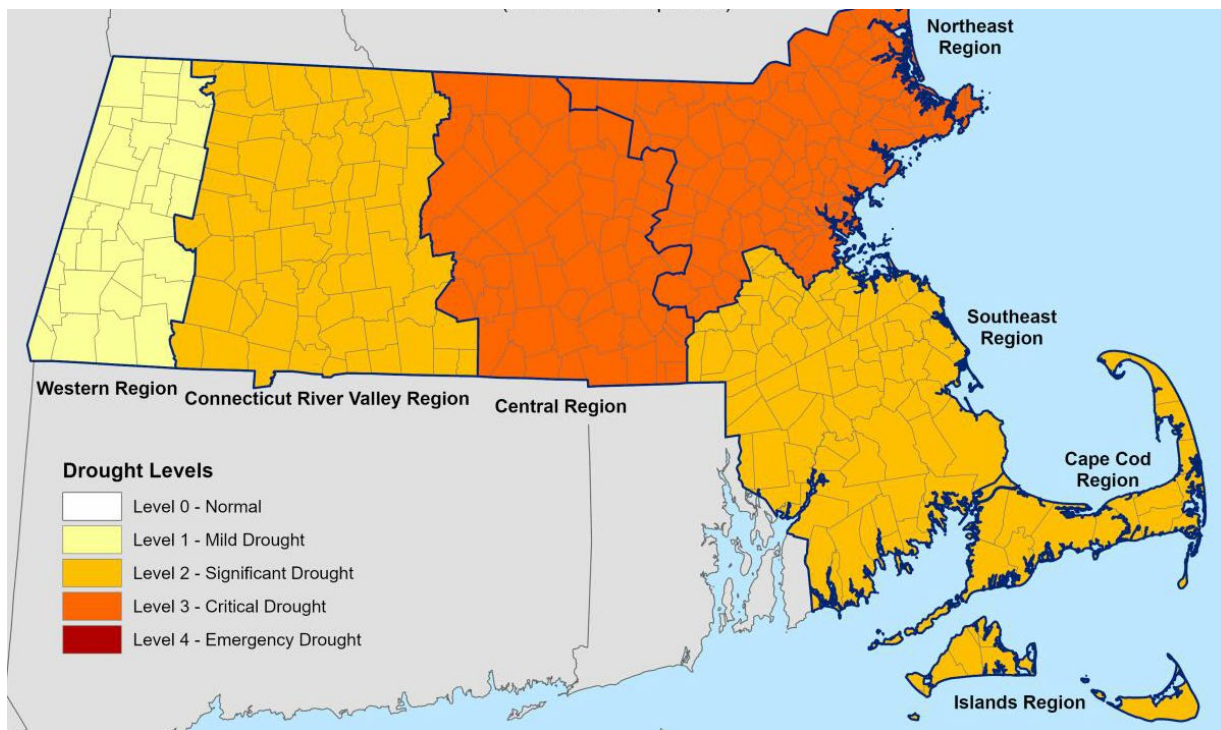 Northeast
Region
Southeast
Region
Western Region
Connecticut River Valley Region
Central Region
Cape Cod
Region
Drought Levels
Level 0 - Normal
Level 1 - Mild Drought
Level 2 - Significant Drought
Level 3 - Critical Drought
Level 4 - Emergency Drought
Islands Region